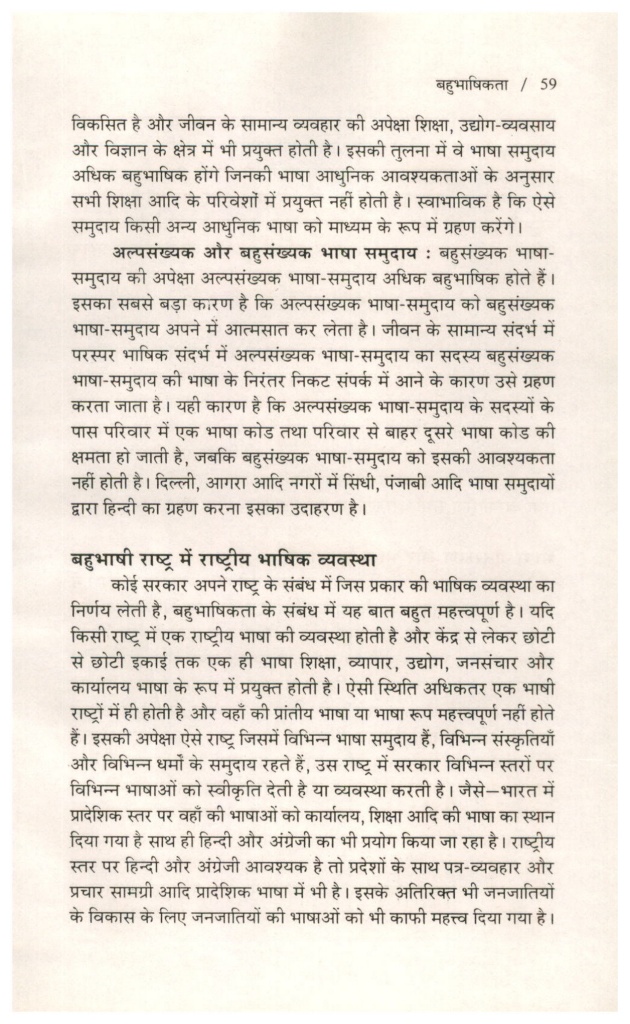 बहुभाषिकता / 59
विकसित है और जीवन के सामान्य व्यवहार की अपेक्षा शिक्षा, उद्योग-व्यवसाय
और विज्ञान के क्षेत्र में भी प्रयुक्त होती है। इसकी तुलना में वे भाषा समुदाय
अधिक बहुभाषिक होंगे जिनकी भाषा आधुनिक आवश्यकताओं के अनुसार
सभी शिक्षा आदि के परिवेशों में प्रयुक्त नहीं होती है। स्वाभाविक है कि ऐसे
समुदाय किसी अन्य आधुनिक भाषा को माध्यम के रूप में ग्रहण करेंगे।
अल्पसंख्यक और बहुसंख्यक भाषा समुदाय : बहुसंख्यक भाषा-
समुदाय की अपेक्षा अल्पसंख्यक भाषा-समुदाय अधिक बहुभाषिक होते हैं।
इसका सबसे बड़ा कारण है कि अल्पसंख्यक भाषा-समुदाय को बहुसंख्यक
भाषा-समुदाय अपने में आत्मसात कर लेता है। जीवन के सामान्य संदर्भ में
परस्पर भाषिक संदर्भ में अल्पसंख्यक भाषा-समुदाय का सदस्य बहुसंख्यक
भाषा-समुदाय की भाषा के निरंतर निकट संपर्क में आने के कारण उसे ग्रहण
करता जाता है। यही कारण है कि अल्पसंख्यक भाषा-समुदाय के सदस्यों के
पास परिवार में एक भाषा कोड तथा परिवार से बाहर दूसरे भाषा कोड की
क्षमता हो जाती है, जबकि बहुसंख्यक भाषा-समुदाय को इसकी आवश्यकता
नहीं होती है। दिल्ली, आगरा आदि नगरों में सिंधी, पंजाबी आदि भाषा समुदायों
द्वारा हिन्दी का ग्रहण करना इसका उदाहरण है।
बहुभाषी राष्ट्र में राष्ट्रीय भाषिक व्यवस्था
कोई सरकार अपने राष्ट्र के संबंध में जिस प्रकार की भाषिक व्यवस्था का
निर्णय लेती है, बहुभाषिकता के संबंध में यह बात बहुत महत्त्वपूर्ण है। यदि
किसी राष्ट्र में एक राष्ट्रीय भाषा की व्यवस्था होती है और केंद्र से लेकर छोटी
से छोटी इकाई तक एक ही भाषा शिक्षा, व्यापार, उद्योग, जनसंचार और
कार्यालय भाषा के रूप में प्रयुक्त होती है। ऐसी स्थिति अधिकतर एक भाषी
राष्ट्रों में ही होती है और वहाँ की प्रांतीय भाषा या भाषा रूप महत्त्वपूर्ण नहीं होते
हैं। इसकी अपेक्षा ऐसे राष्ट्र जिसमें विभिन्न भाषा समुदाय हैं, विभिन्न संस्कृतियाँ
और विभिन्न धर्मों के समुदाय रहते हैं, उस राष्ट्र में सरकार विभिन्न स्तरों पर
विभिन्न भाषाओं को स्वीकृति देती है या व्यवस्था करती है। जैसे—भारत में
प्रादेशिक स्तर पर वहाँ की भाषाओं को कार्यालय, शिक्षा आदि की भाषा का स्थान
दिया गया है साथ ही हिन्दी और अंग्रेजी का भी प्रयोग किया जा रहा है। राष्ट्रीय
स्तर पर हिन्दी और अंग्रेजी आवश्यक है तो प्रदेशों के साथ पत्र-व्यवहार और
प्रचार सामग्री आदि प्रादेशिक भाषा में भी है। इसके अतिरिक्त भी जनजातियों
के विकास के लिए जनजातियों की भाषाओं को भी काफी महत्त्व दिया गया है।